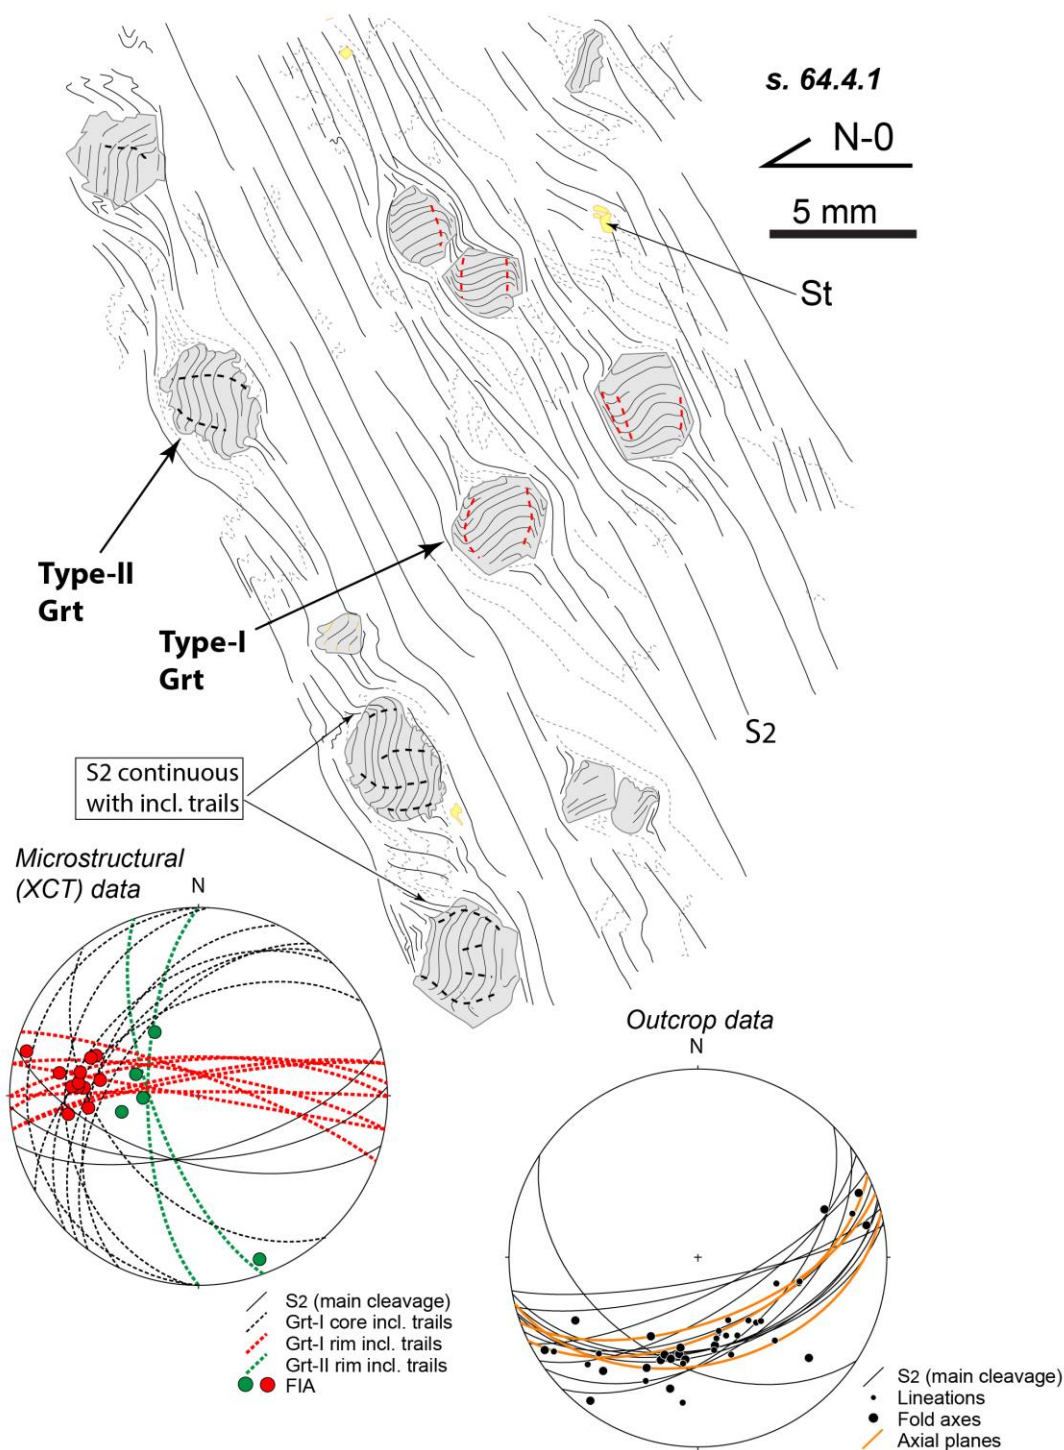 s. 64.4.1
N-0
5 mm
St
Type-II
Grt
Type-I
Grt
S2
S2 continuous
with incl. trails
Microstructural
(XCT) data
N
S2 (main cleavage)
Grt-I core incl. trails
Grt-I rim incl. trails
Grt-II rim incl. trails
FIA
Outcrop data
N
S2 (main cleavage)
Lineations
Fold axes
Axial planes